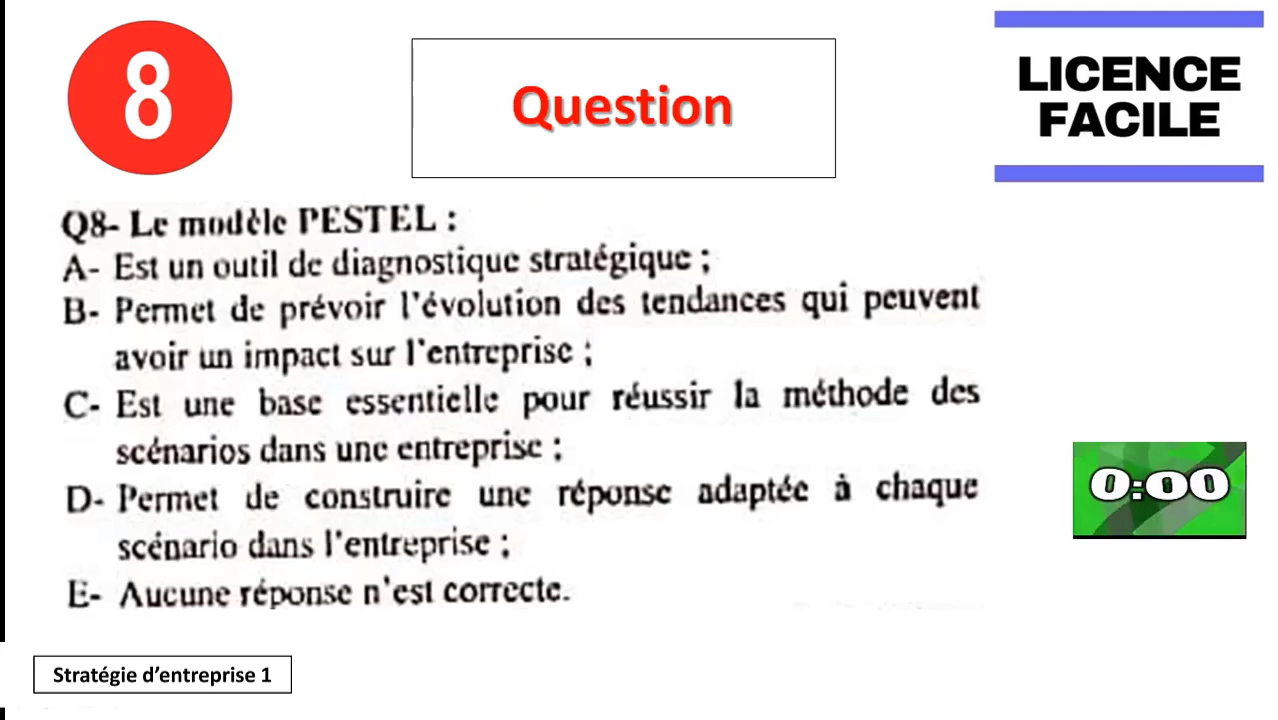 8
Question
LICENCE
FACILE
Q8- Le modèle PESTEL :
A- Est un outil de diagnostique stratégique ;
B- Permet de prévoir l'évolution des tendances qui peuvent
avoir un impact sur l'entreprise ;
C- Est une base essentielle pour réussir la méthode des
scénarios dans une entreprise ;
D- Permet de construire une réponse adaptée à chaque
scénario dans l'entreprise ;
E- Aucune réponse n'est correcte.
0:00
Stratégie d'entreprise 1